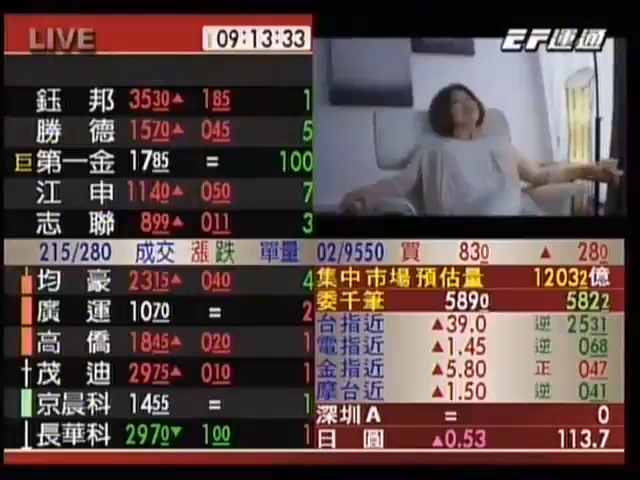 LIVE 09:13:33 EF運通
鈺邦 3530▲ 185 1
勝德 1570▲ 045 5
巨 第一金 1785 = 100
江申 1140▲ 050 7
志聯 899▲ 011 3
215/280 成交 漲跌 單量
均豪 2315▲ 040 4
廣運 1070 = 2
高僑 1845▲ 020 1
茂迪 2975▲ 010 1
京晨科 1455 = 1
長華科 2970▼ 100 1
02/9550 買 830 ▲ 280
集中市場預估量 12032億
委千筆 5890 5822
台指近 ▲39.0 逆 2531
電指近 ▲1.45 逆 068
金指近 ▲5.80 正 047
摩台近 ▲1.50 逆 041
深圳A = 0
日圓 ▲0.53 113.7